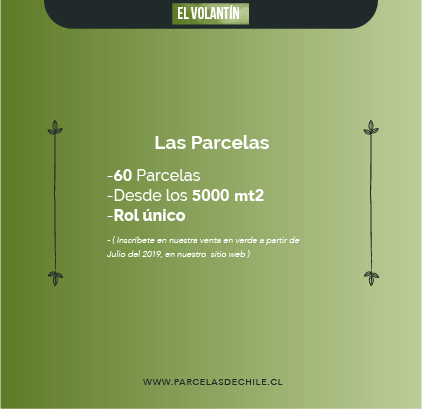 EL VOLANTÍN
Las Parcelas
-60 Parcelas
-Desde los 5000 mt2
-Rol único
- ( Inscríbete en nuestra venta en verde a partir de
Julio del 2019, en nuestro sitio web )
WWW.PARCELASDECHILE.CL